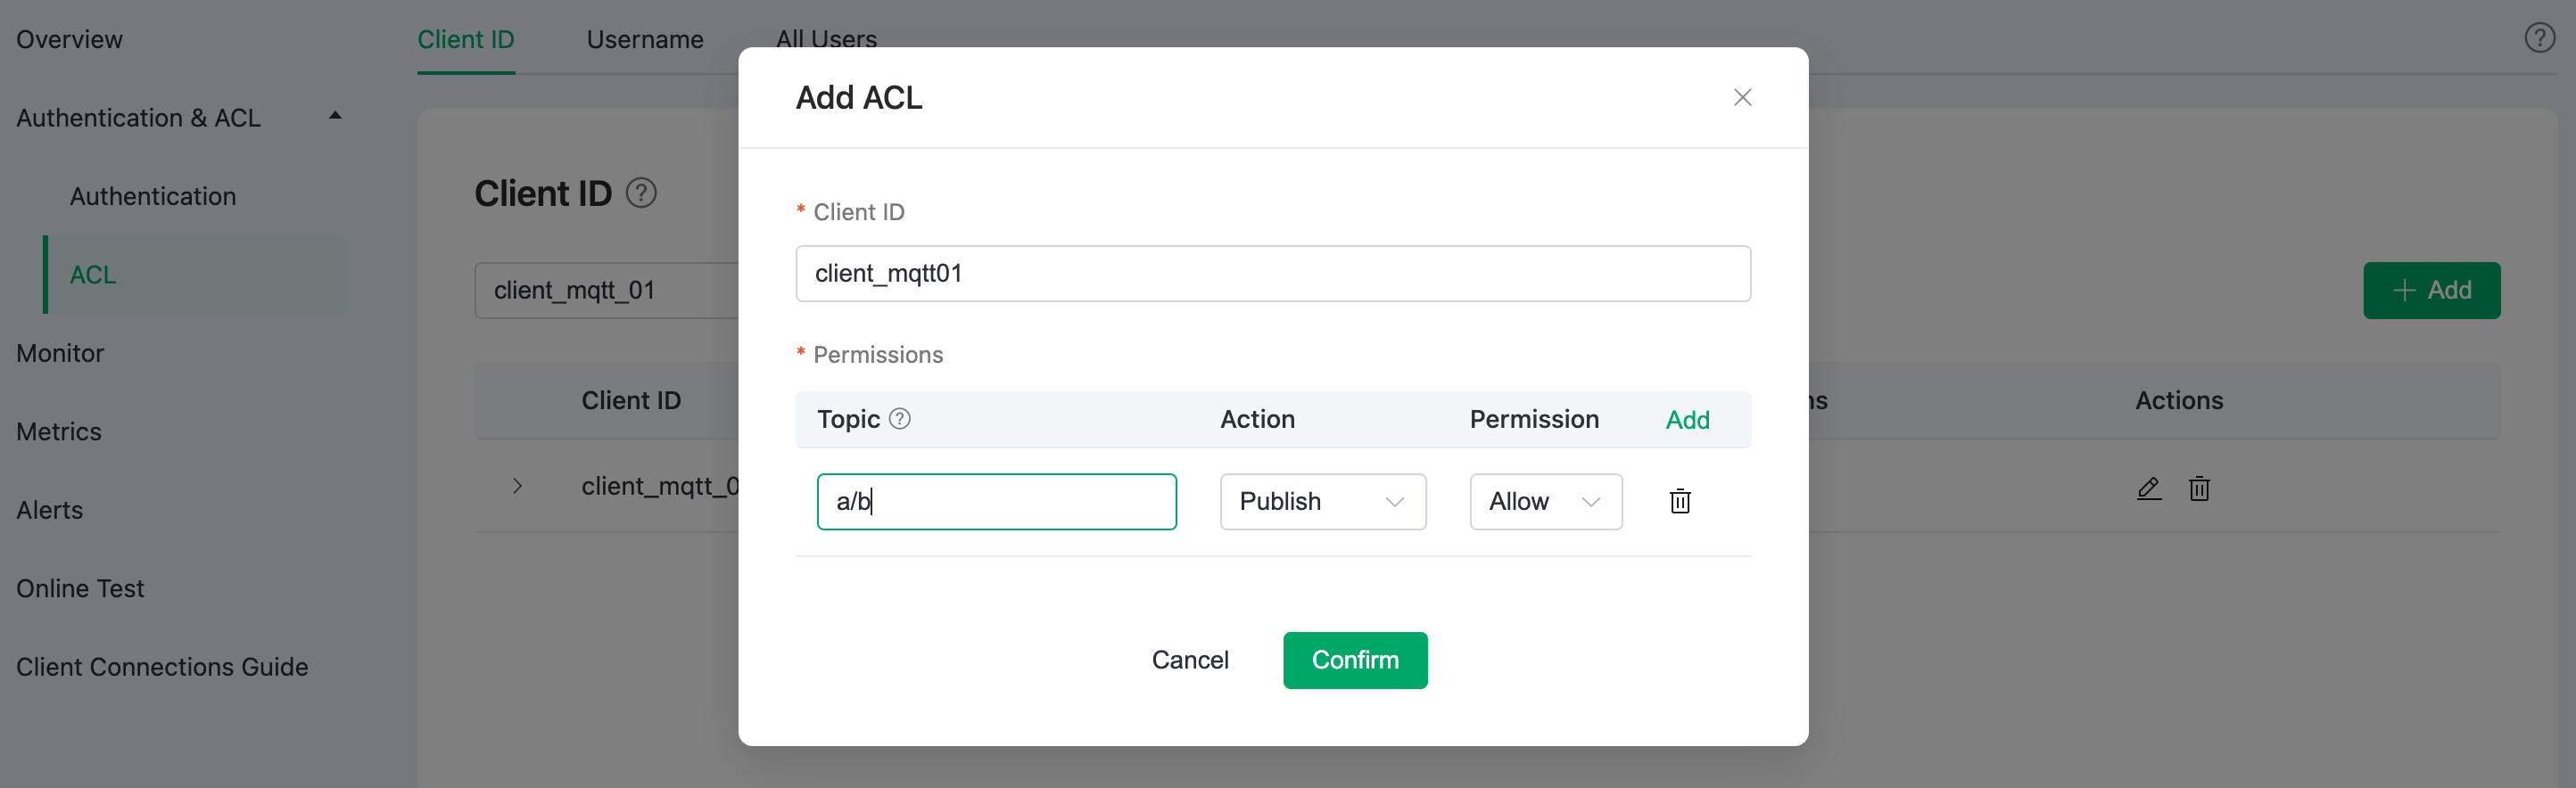 Overview
Authentication & ACL
Authentication
ACL
Monitor
Metrics
Alerts
Online Test
Client Connections Guide
Client ID Username All Users
Client ID
client_mqtt_01
Add
Client ID Actions
client_mqtt_0
Add ACL
* Client ID
client_mqtt01
* Permissions
Topic Action Permission Add
a/b Publish Allow
Cancel Confirm